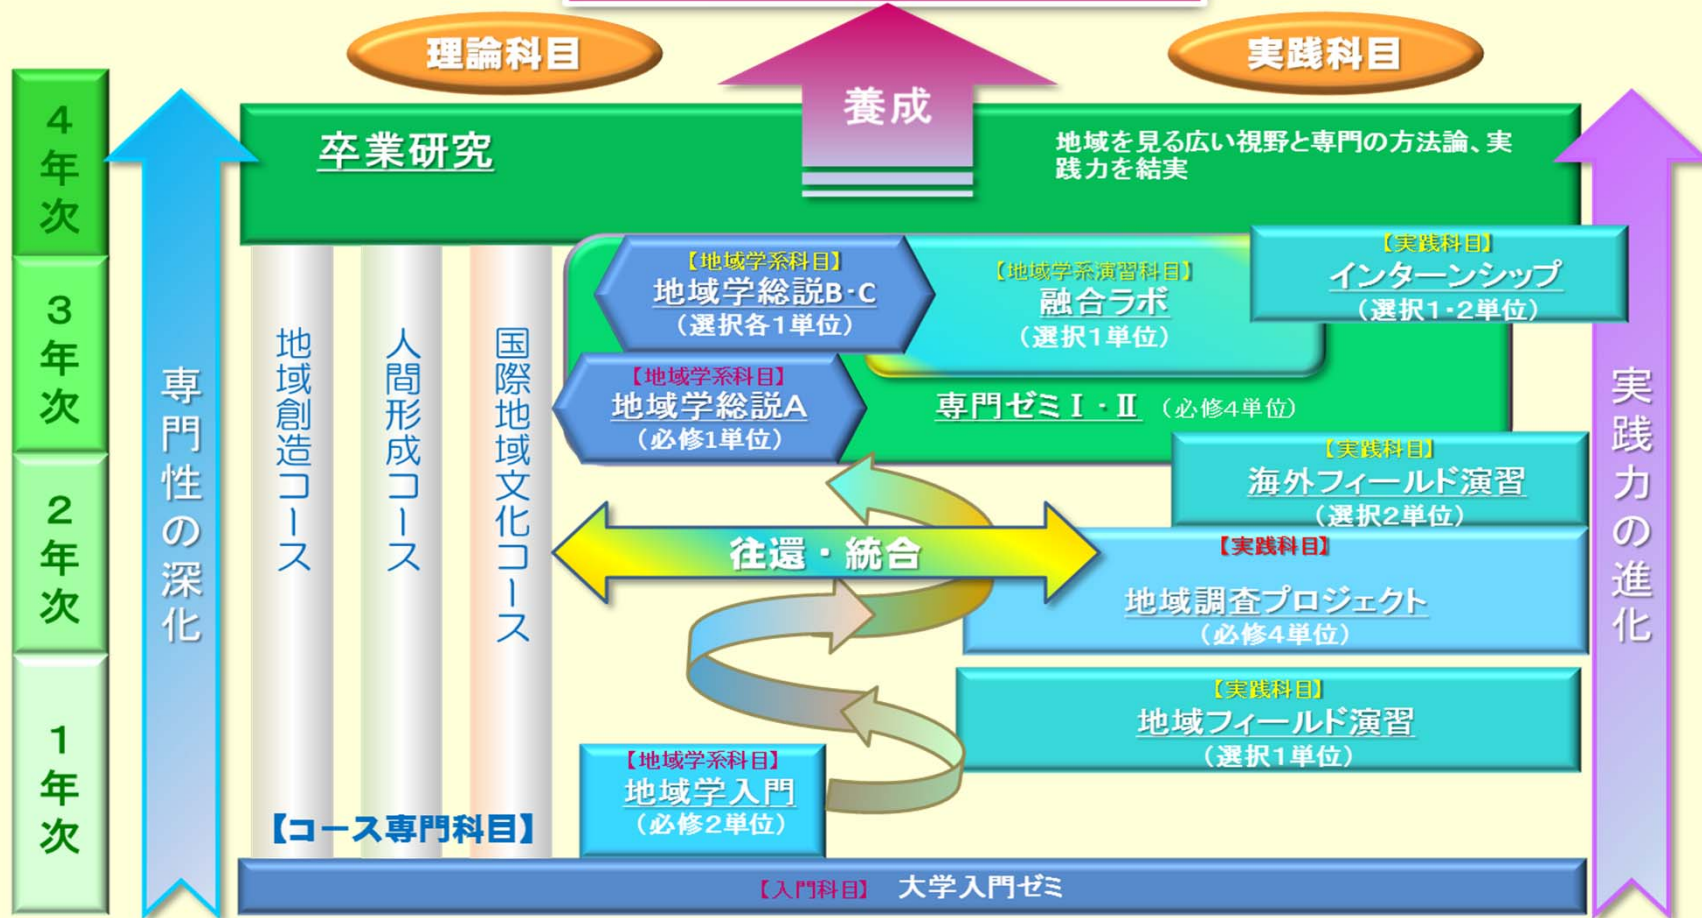 理論科目
実践科目
養成
4年次
3年次
2年次
1年次
専門性の深化
実践力の進化
卒業研究
地域を見る広い視野と専門の方法論、実
践力を結実
地域創造コース
人間形成コース
国際地域文化コース
【コース専門科目】
【地域学系科目】
地域学総説B・C
（選択各1単位）
【地域学系演習科目】
融合ラボ
（選択1単位）
【実践科目】
インターンシップ
（選択1・2単位）
【地域学系科目】
地域学総説A
（必修1単位）
専門ゼミⅠ・Ⅱ（必修4単位）
【実践科目】
海外フィールド演習
（選択2単位）
往還・統合
【実践科目】
地域調査プロジェクト
（必修4単位）
【実践科目】
地域フィールド演習
（選択1単位）
【地域学系科目】
地域学入門
（必修2単位）
【入門科目】 大学入門ゼミ